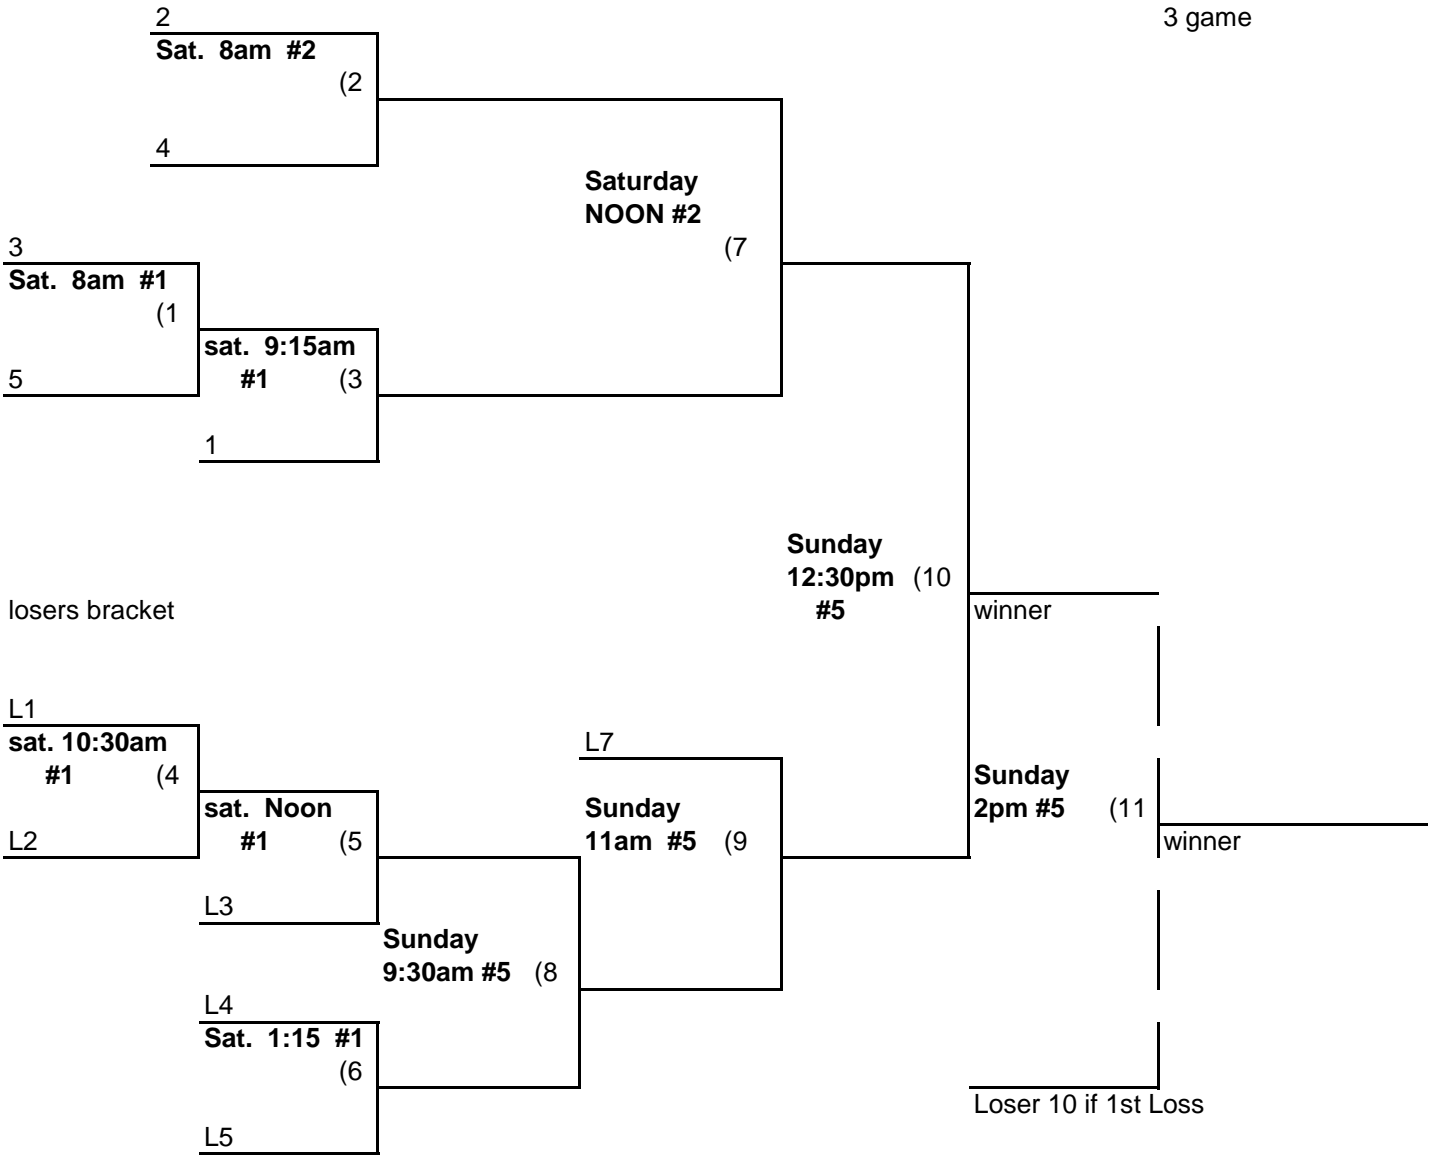 2
3 game
Sat.  8am  #2
(2
4
Saturday
NOON #2
(7
3
Sat.  8am  #1
(1
sat.  9:15am
#1 (3
5
1
Sunday
12:30pm (10
#5
losers bracket
winner
L1
sat. 10:30am
#1 (4
L7
Sunday
2pm #5 (11
sat.  Noon
#1 (5
Sunday
11am  #5 (9
L2
winner
L3
Sunday
9:30am #5 (8
L4
Sat.  1:15  #1
(6
Loser 10 if 1st Loss
L5